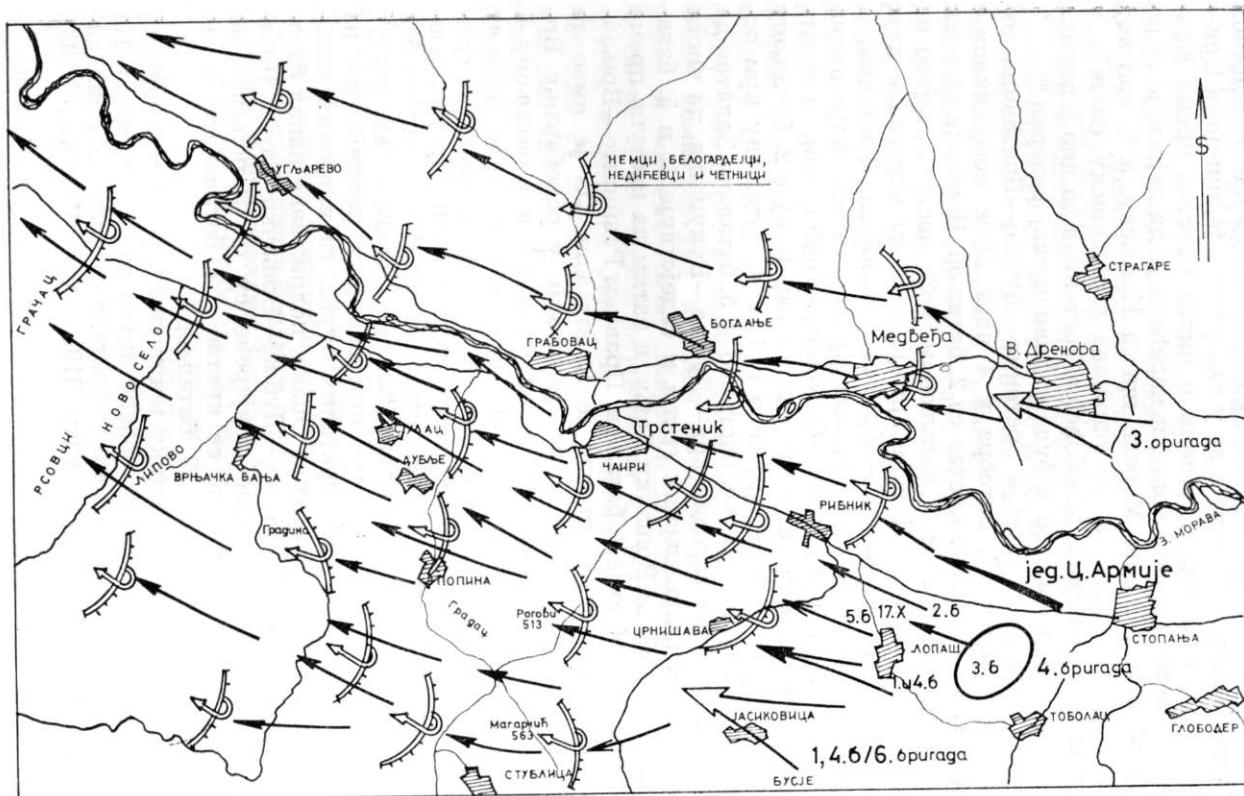 НЕМЦИ, БЕЛОГАРДЕЈЦИ,
НЕДИЋЕВЦИ И ЧЕТНИЦИ
S
УГЉАРЕВО
СТРАГАРЕ
БОГДАЊЕ
Медвеђа
В. Дренова
ГРАБОВАЦ
ГРАЧАЦ
НОВО СЕЛО
РСОВЦИ
ЛИПОВО
ВРЊАЧКА БАЊА
ДУБЉЕ
Трстеник
ЧАИРИ
3. бригада
РИБНИК
З. МОРАВА
Градина
ПОПИНА
Градац
Рогови
513
ЦРНИШАВА
јед. Ц. Армије
СТОПАЊА
5.б
17.X
2.б
ЛОПАШ
3.б
4. бригада
1.и4.б
ЈАСИКОВИЦА
ТОБОЛАЦ
ГЛОБОДЕР
563
СТУБЛИЦА
1,4.б/6. бригада
БУСЈЕ